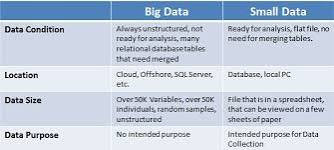 Big Data
Small Data
Data Condition
Always unstructured, not
ready for analysis, many
relational database tables
that need merged
Ready for analysis, flat file, no
need for merging tables.
Location
Cloud, Offshore, SQL Server,
etc.
Database, local PC
Data Size
Over 50K Variables, over 50K
individuals, random samples,
unstructured
File that is in a spreadsheet,
that can be viewed on a few
sheets of paper
Data Purpose
No intended purpose
Intended purpose for Data
Collection